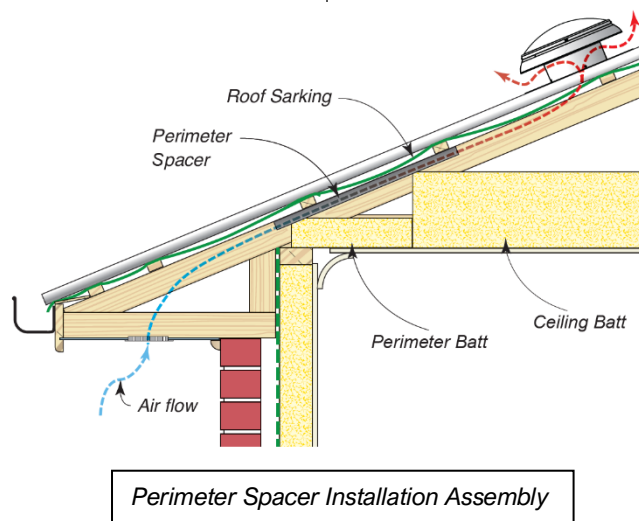 Roof Sarking
Perimeter
Spacer
Perimeter Batt
Ceiling Batt
Air flow
Perimeter Spacer Installation Assembly